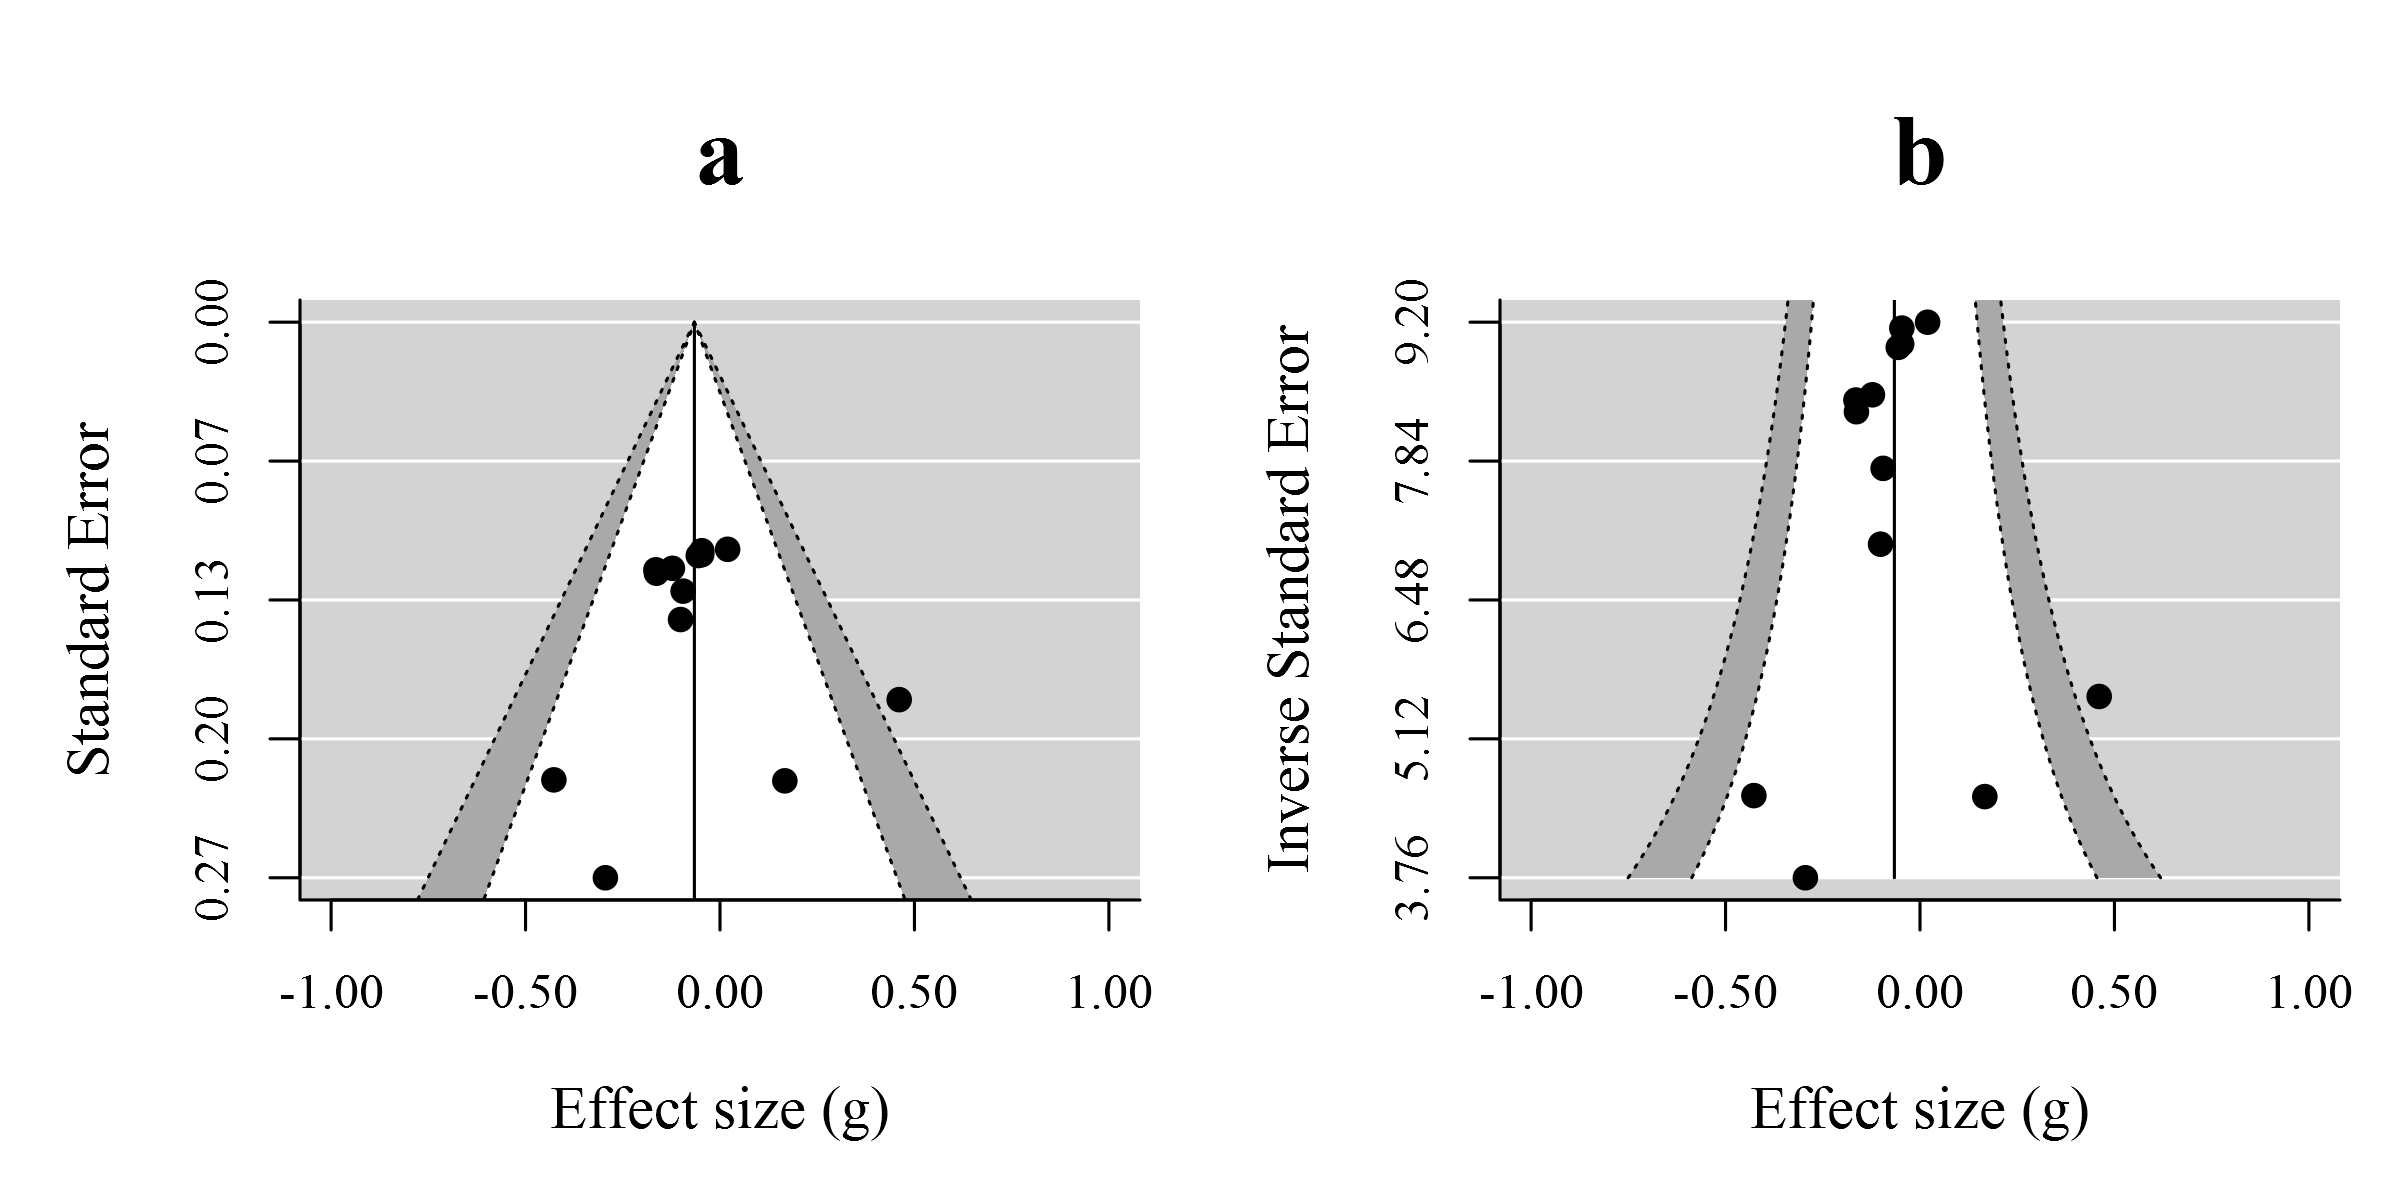 a
Standard Error
0.00
0.07
0.13
0.20
0.27
-1.00 -0.50 0.00 0.50 1.00
Effect size (g)
b
Inverse Standard Error
9.20
7.84
6.48
5.12
3.76
-1.00 -0.50 0.00 0.50 1.00
Effect size (g)